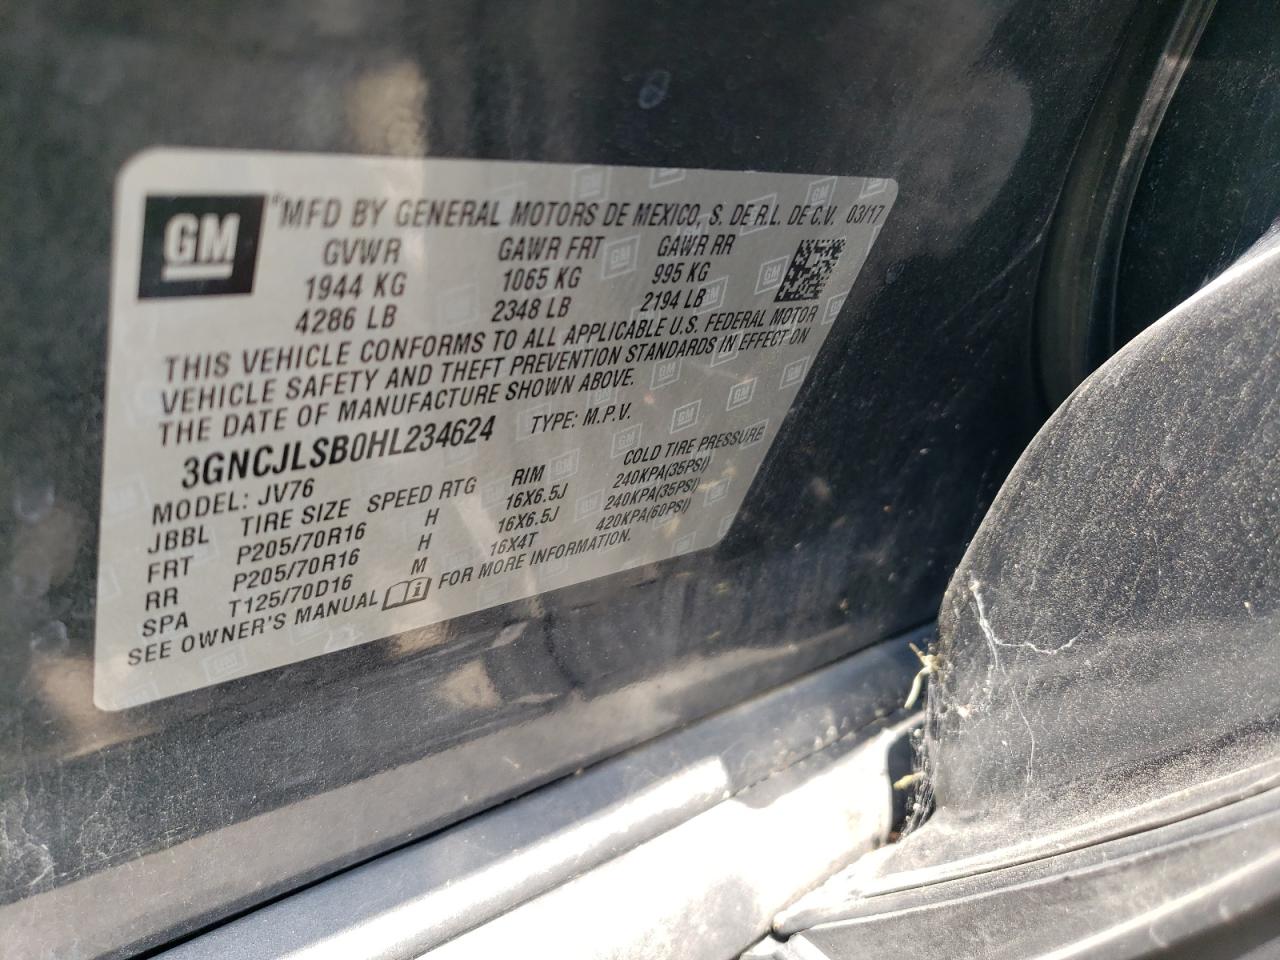 GM
MFD BY GENERAL MOTORS DE MEXICO, S. DE R.L. DE C.V. 03/17
GVWR GAWR FRT GAWR RR
1944 KG 1065 KG 995 KG
4286 LB 2348 LB 2194 LB
THIS VEHICLE CONFORMS TO ALL APPLICABLE U.S. FEDERAL MOTOR
VEHICLE SAFETY AND THEFT PREVENTION STANDARDS IN EFFECT ON
THE DATE OF MANUFACTURE SHOWN ABOVE.
3GNCJLSB0HL234624 TYPE: M.P.V.
MODEL: JV76
JBBL TIRE SIZE SPEED RTG RIM COLD TIRE PRESSURE
FRT P205/70R16 H 16X6.5J 240KPA(35PSI)
RR P205/70R16 H 16X6.5J 240KPA(35PSI)
SPA T125/70D16 M 16X4T 420KPA(60PSI)
SEE OWNER'S MANUAL i FOR MORE INFORMATION.